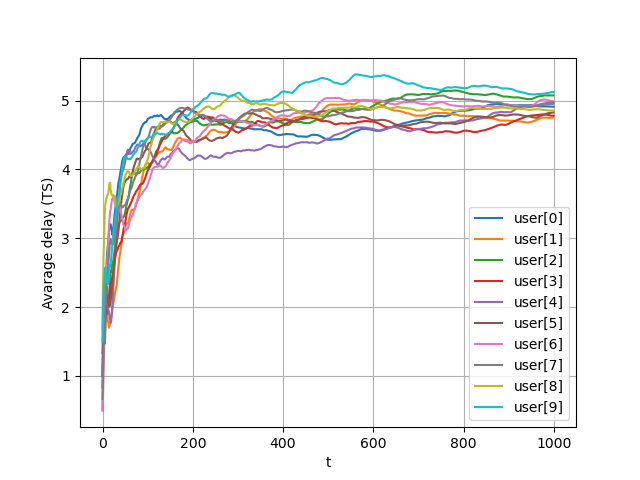 5
4
3
2
1
Avarage delay (TS)
0
200
400
600
800
1000
t
user[0]
user[1]
user[2]
user[3]
user[4]
user[5]
user[6]
user[7]
user[8]
user[9]